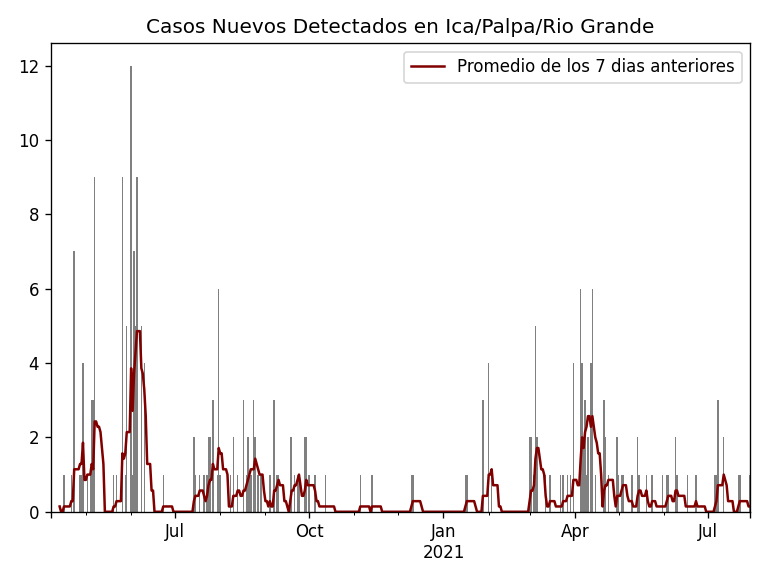 Casos Nuevos Detectados en Ica/Palpa/Rio Grande
Promedio de los 7 dias anteriores
12
10
8
6
4
2
0
Jul Oct Jan Apr Jul
2021